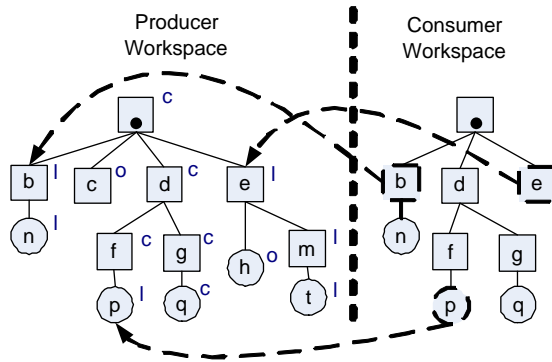 Producer Workspace
Consumer Workspace
c
b l
c o
d c
e l
b
d
e
n l
f c
g c
h o
m l
n
f
g
p l
q c
t l
p
q